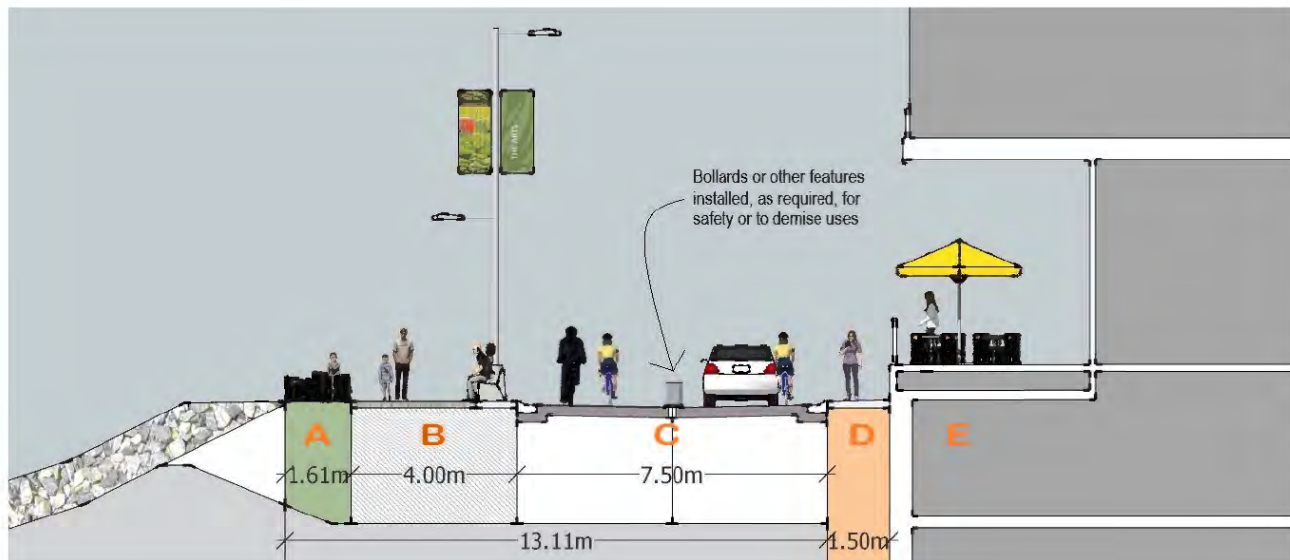 THE ARTS
Bollards or other features
installed, as required, for
safety or to demise uses
A
B
C
D
E
1.61m
4.00m
7.50m
13.11m
1.50m